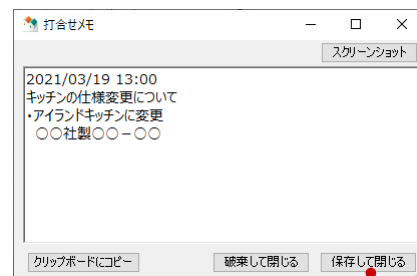 打合せメモ
スクリーンショット
2021/03/19 13:00
キッチンの仕様変更について
・アイランドキッチンに変更
○○社製○○－○○
クリップボードにコピー
破棄して閉じる
保存して閉じる